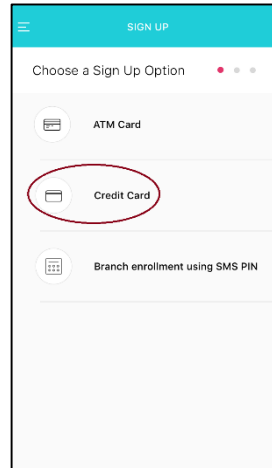 SIGN UP
Choose a Sign Up Option
ATM Card
Credit Card
Branch enrollment using SMS PIN